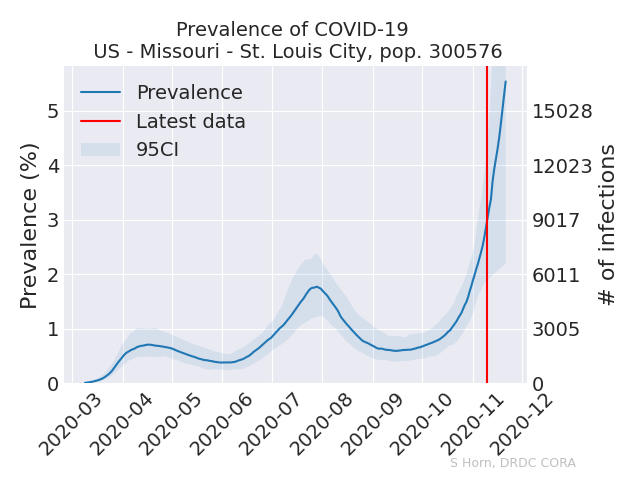 Prevalence of COVID-19
US - Missouri - St. Louis City, pop. 300576
Prevalence
Latest data
95CI
Prevalence (%)
5
4
3
2
1
0
15028
12023
9017
6011
3005
0
# of infections
2020-03
2020-04
2020-05
2020-06
2020-07
2020-08
2020-09
2020-10
2020-11
2020-12
S Horn, DRDC CORA